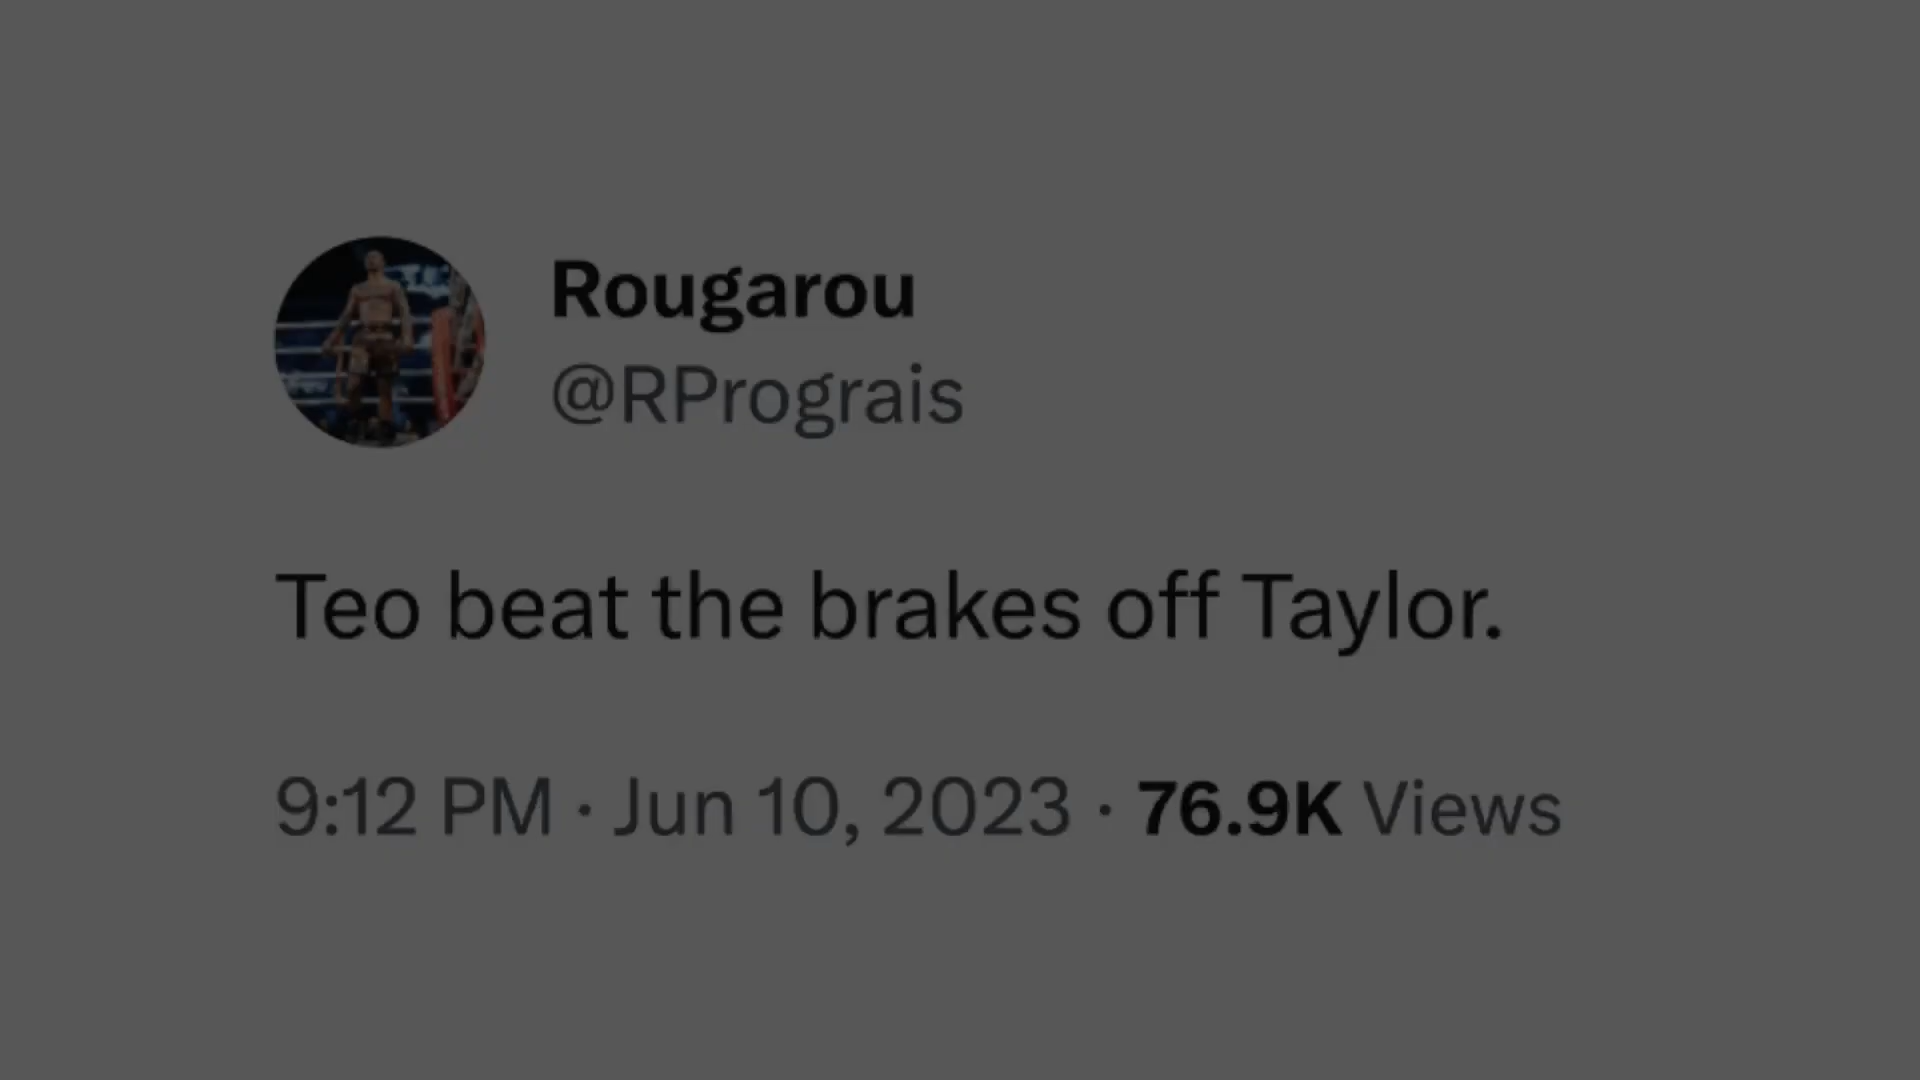 Rougarou
@RPrograis
Teo beat the brakes off Taylor.
9:12 PM · Jun 10, 2023 · 76.9K Views